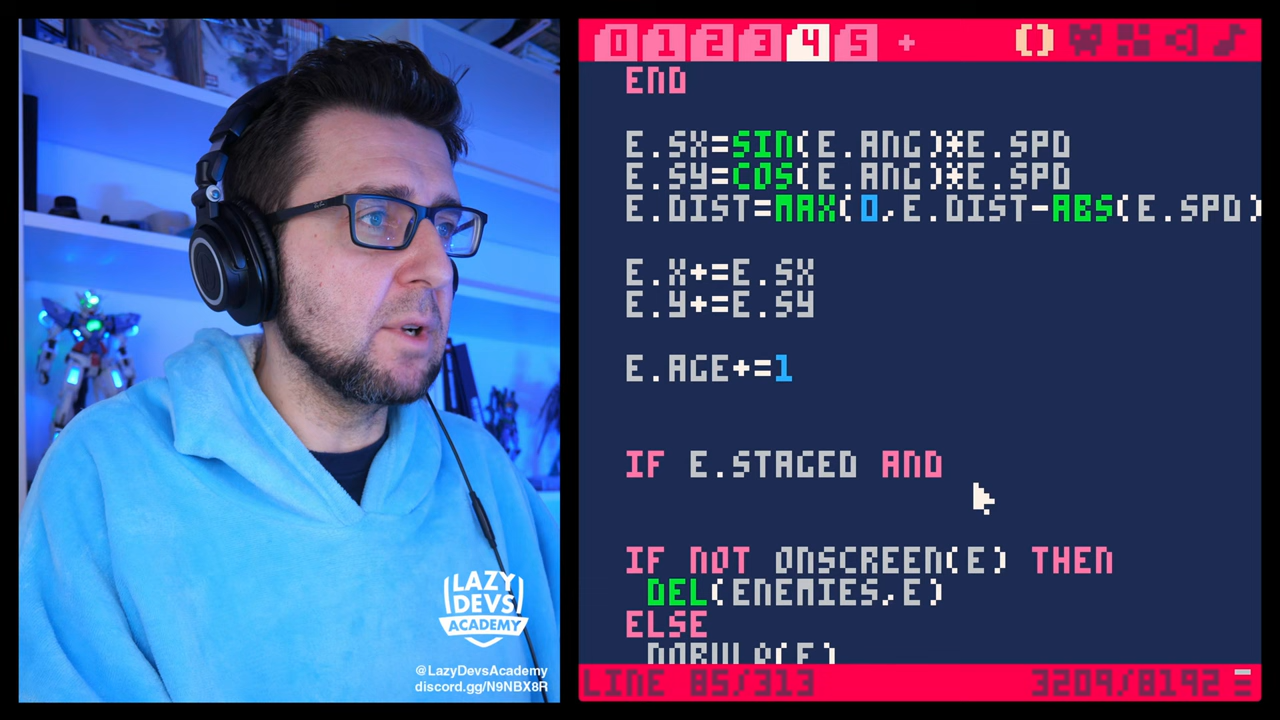 0 1 2 3 4 5 +
END
E.SX=SIN(E.ANG)*E.SPD
E.SY=COS(E.ANG)*E.SPD
E.DIST=MAX(0,E.DIST-ABS(E.SPD)
E.X+=E.SX
E.Y+=E.SY
E.AGE+=1
IF E.STAGED AND
IF NOT ONSCREEN(E) THEN
DEL(ENEMIES,E)
ELSE
LINE 85/313
3209/8192
LAZY
DEVS
ACADEMY
@LazyDevsAcademy
discord.gg/N9NBX8R